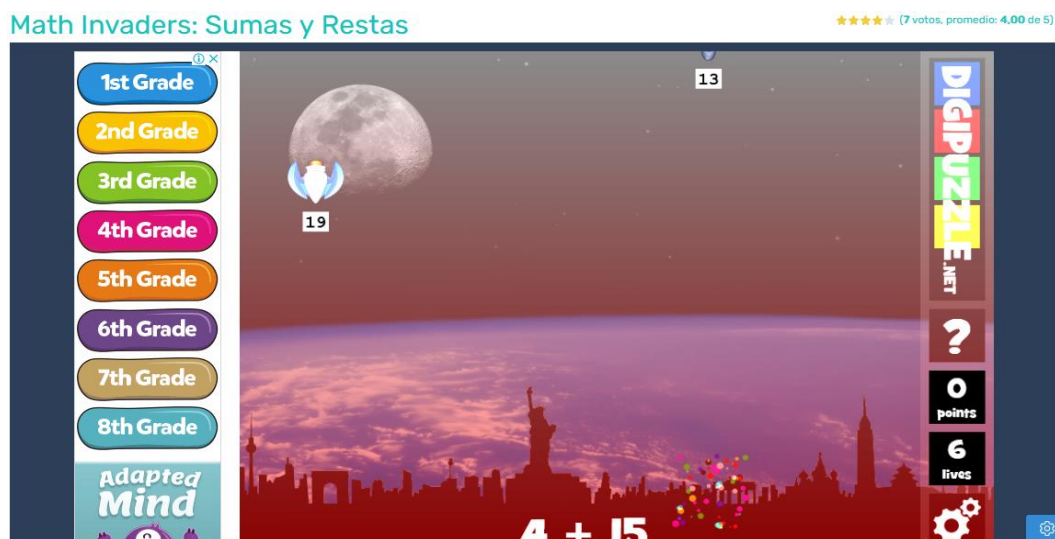 Math Invaders: Sumas y Restas
(7 votos, promedio: 4,00 de 5)
1st Grade
2nd Grade
3rd Grade
4th Grade
5th Grade
6th Grade
7th Grade
8th Grade
Adapted
Mind
13
19
4 + 15
DIGIPUZZLE
.NET
?
0
points
6
lives